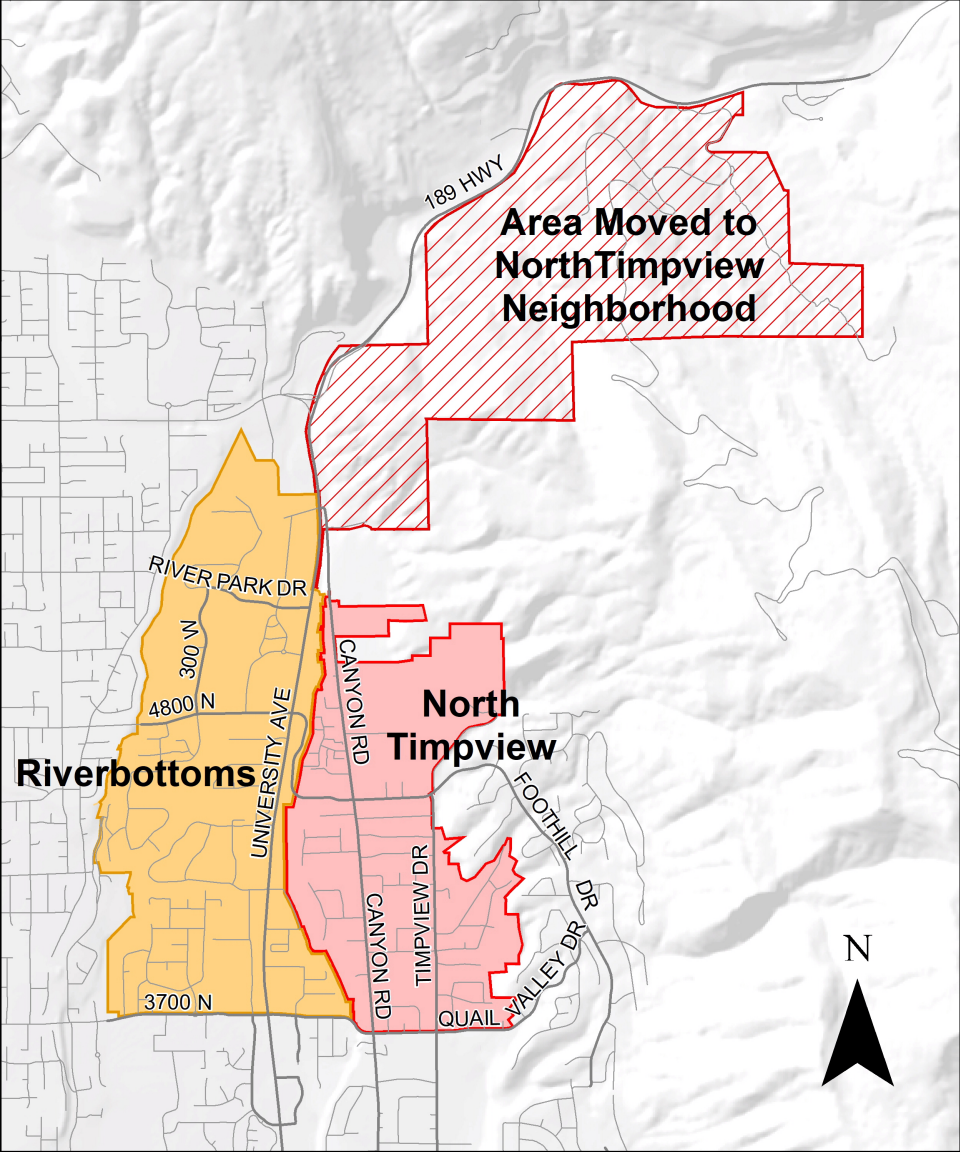 189 HWY
Area Moved to
NorthTimpview
Neighborhood
RIVER PARK DR
300 W
CANYON RD
4800 N
UNIVERSITY AVE
North
Timpview
Riverbottoms
FOOTHILL DR
TIMPVIEW DR
CANYON RD
N
3700 N
QUAIL VALLEY DR